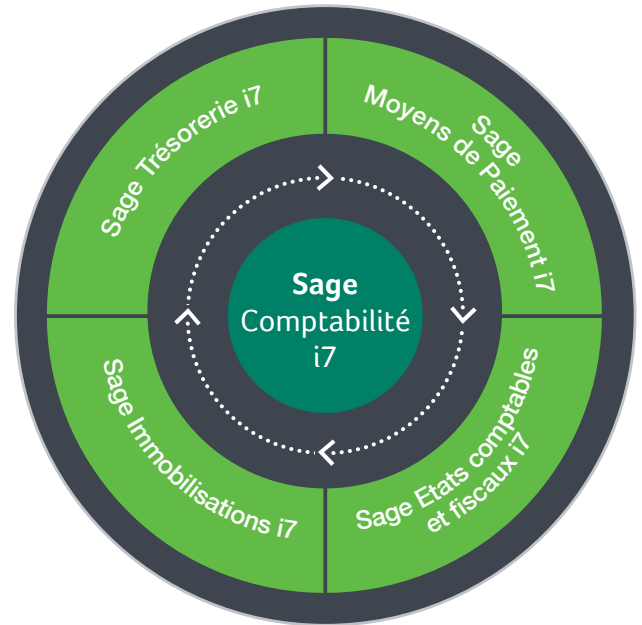 Sage Trésorerie i7
Sage
Moyens de Paiement i7
Sage
Comptabilité
i7
Sage Immobilisations i7
Sage Etats comptables
et fiscaux i7